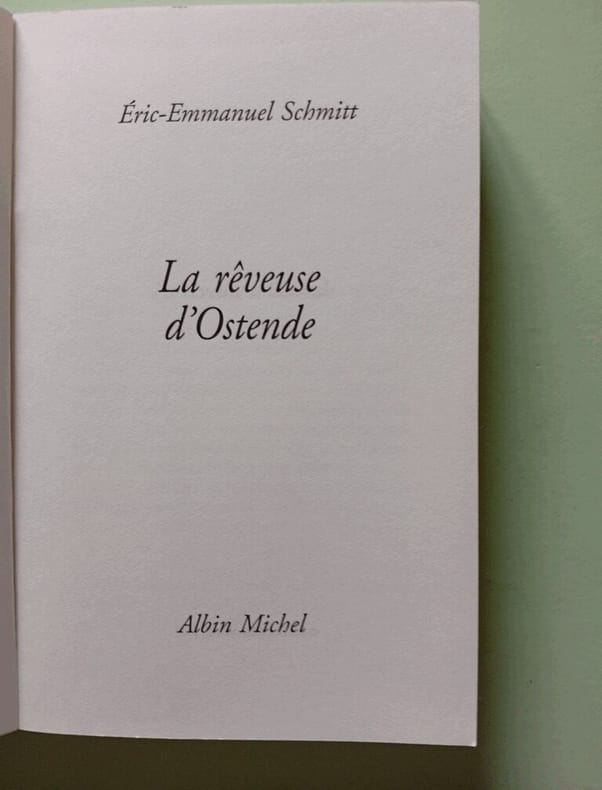 Éric-Emmanuel Schmitt
La rêveuse
d'Ostende
Albin Michel